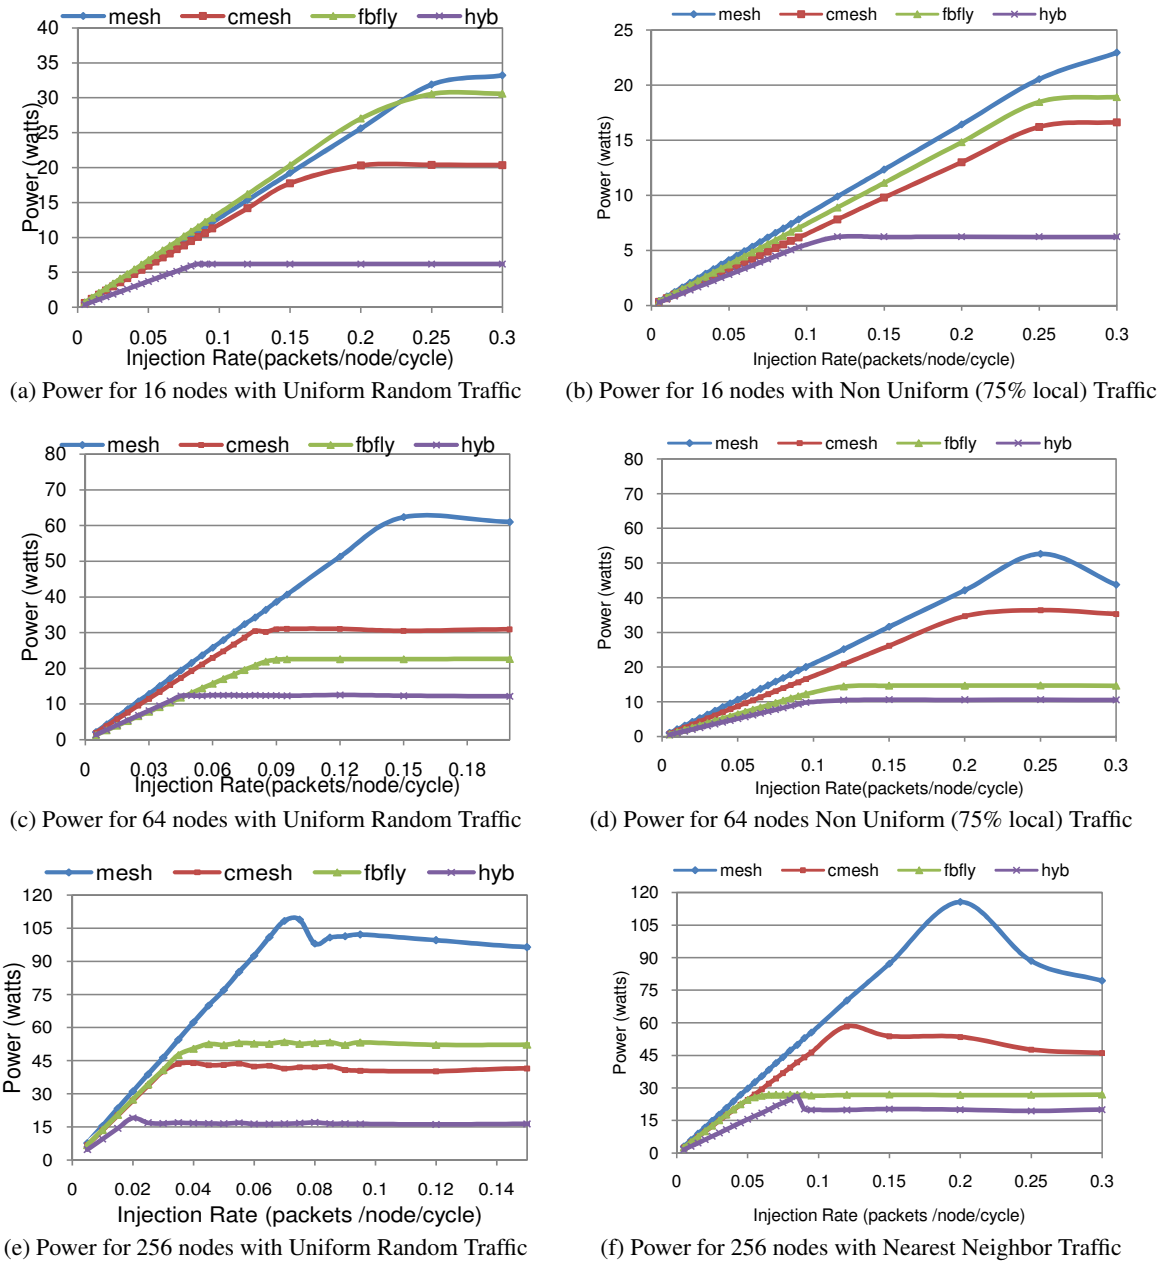 mesh cmesh fbfly hyb
40
35
30
25
20
15
10
5
0
Power (watts)
0 0.05 0.1 0.15 0.2 0.25 0.3
Injection Rate(packets/node/cycle)
(a) Power for 16 nodes with Uniform Random Traffic
mesh cmesh fbfly hyb
25
20
15
10
5
0
Power (watts)
0 0.05 0.1 0.15 0.2 0.25 0.3
Injection Rate(packets/node/cycle)
(b) Power for 16 nodes with Non Uniform (75% local) Traffic
mesh cmesh fbfly hyb
80
70
60
50
40
30
20
10
0
Power (watts)
0 0.03 0.06 0.09 0.12 0.15 0.18
Injection Rate(packets/node/cycle)
(c) Power for 64 nodes with Uniform Random Traffic
mesh cmesh fbfly hyb
80
70
60
50
40
30
20
10
0
Power (watts)
0 0.05 0.1 0.15 0.2 0.25 0.3
Injection Rate(packets/node/cycle)
(d) Power for 64 nodes Non Uniform (75% local) Traffic
mesh cmesh fbfly hyb
120
105
90
75
60
45
30
15
0
Power (watts)
0 0.02 0.04 0.06 0.08 0.1 0.12 0.14
Injection Rate (packets /node/cycle)
(e) Power for 256 nodes with Uniform Random Traffic
mesh cmesh fbfly hyb
120
105
90
75
60
45
30
15
0
Power (watts)
0 0.05 0.1 0.15 0.2 0.25 0.3
Injection Rate (packets /node/cycle)
(f) Power for 256 nodes with Nearest Neighbor Traffic